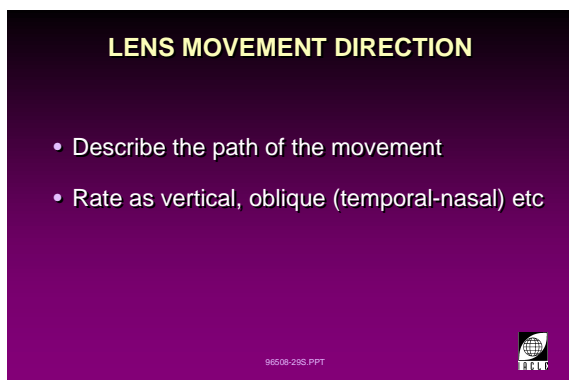 LENS MOVEMENT DIRECTION
• Describe the path of the movement
• Rate as vertical, oblique (temporal-nasal) etc
96508-29S.PPT
IACLE